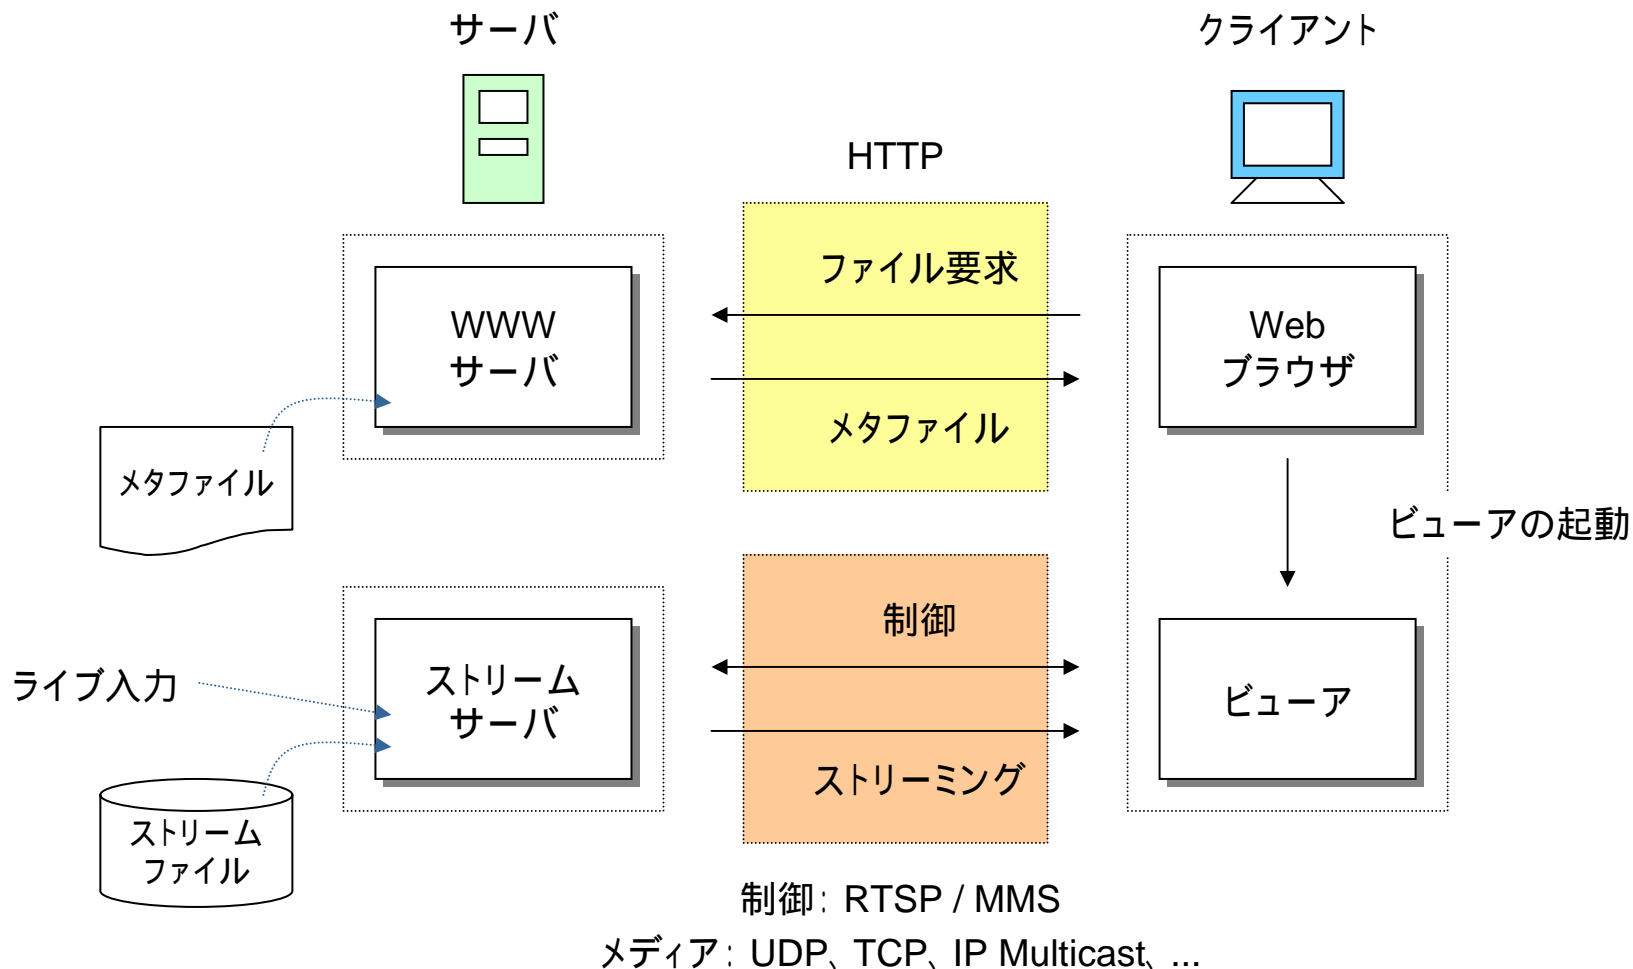 サーバ
クライアント
HTTP
ファイル要求
WWW
サーバ
Web
ブラウザ
メタファイル
メタファイル
ビューアの起動
制御
ライブ入力
ストリーム
サーバ
ビューア
ストリーミング
ストリーム
ファイル
制御: RTSP / MMS
メディア: UDP、TCP、IP Multicast、...